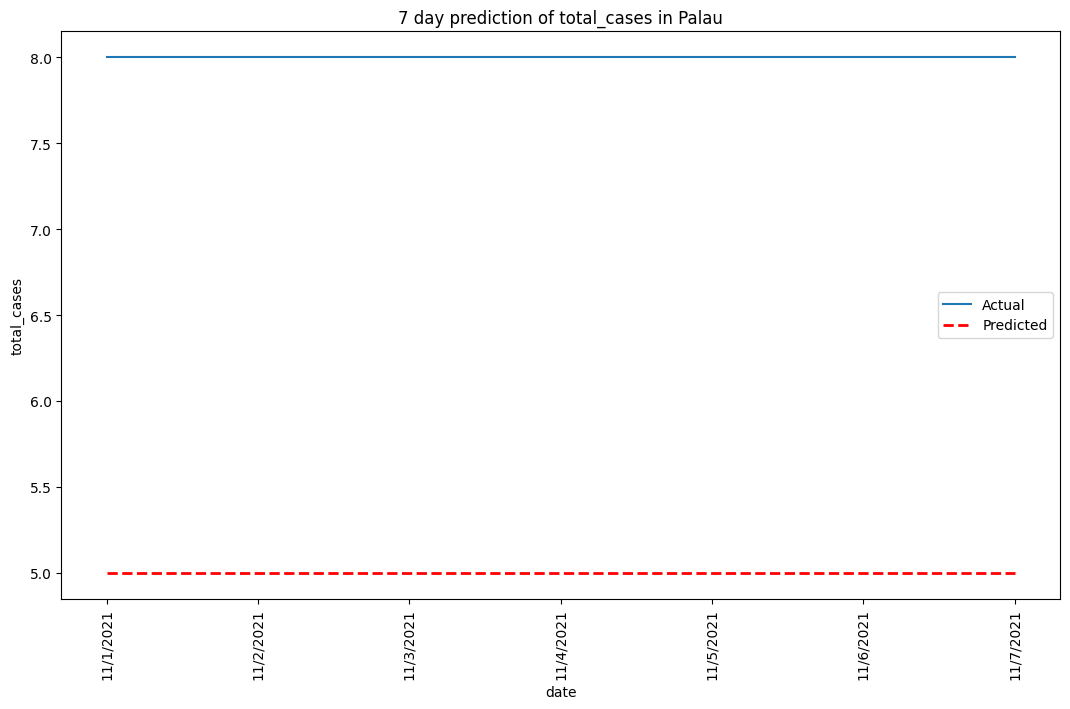 7 day prediction of total_cases in Palau
total_cases
8.0
7.5
7.0
6.5
6.0
5.5
5.0
Actual
Predicted
11/1/2021
11/2/2021
11/3/2021
11/4/2021
11/5/2021
11/6/2021
11/7/2021
date